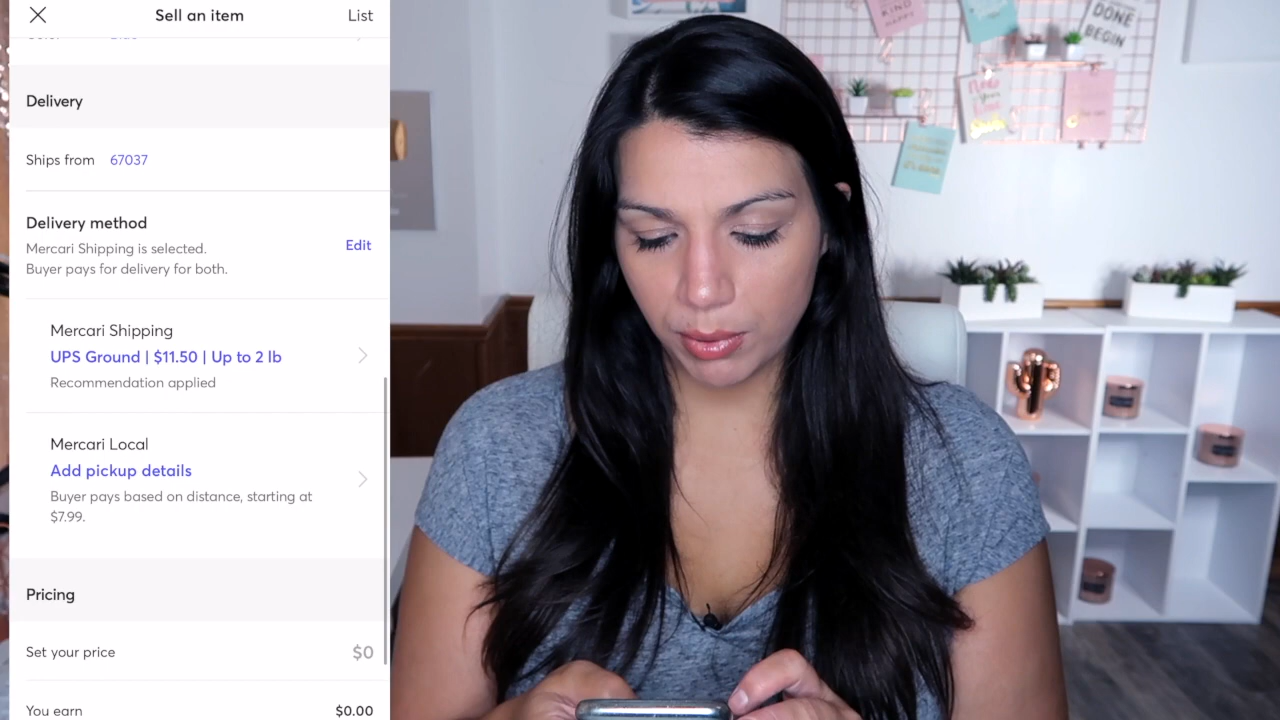 Sell an item
List
Color
Blue
Delivery
Ships from 67037
Delivery method
Mercari Shipping is selected.
Buyer pays for delivery for both.
Edit
Mercari Shipping
UPS Ground | $11.50 | Up to 2 lb
Recommendation applied
Mercari Local
Add pickup details
Buyer pays based on distance, starting at
$7.99.
Pricing
Set your price $0
You earn $0.00
KIND
HAPPY
DONE
BEGIN